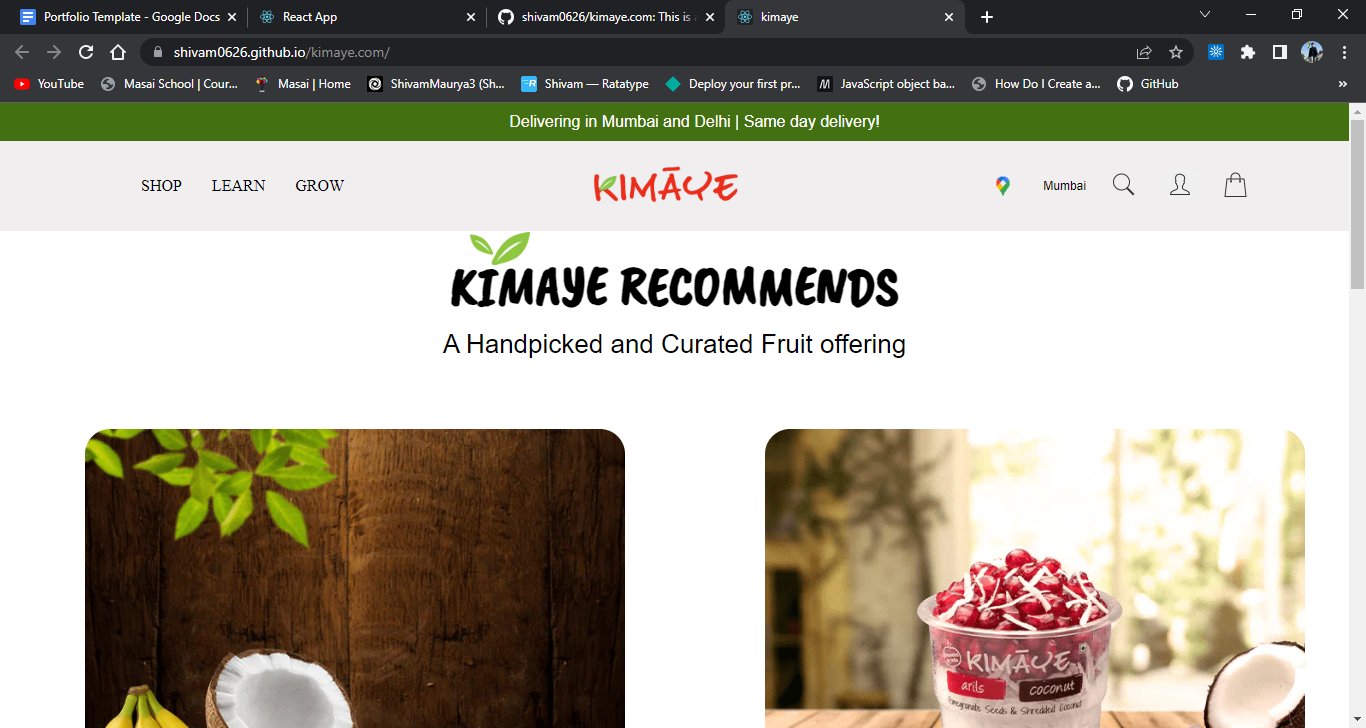 Portfolio Template - Google Docs
React App
shivam0626/kimaye.com: This is a
kimaye
shivam0626.github.io/kimaye.com/
YouTube
Masai School | Cour...
Masai | Home
ShivamMaurya3 (Sh...
Shivam — Ratatype
Deploy your first pr...
JavaScript object ba...
How Do I Create a...
GitHub
»
Delivering in Mumbai and Delhi | Same day delivery!
SHOP
LEARN
GROW
KIMĀYE
Mumbai
KIMAYE RECOMMENDS
A Handpicked and Curated Fruit offering
KIMĀYE
arils
coconut
Pomegranate Seeds & Shredded Coconut